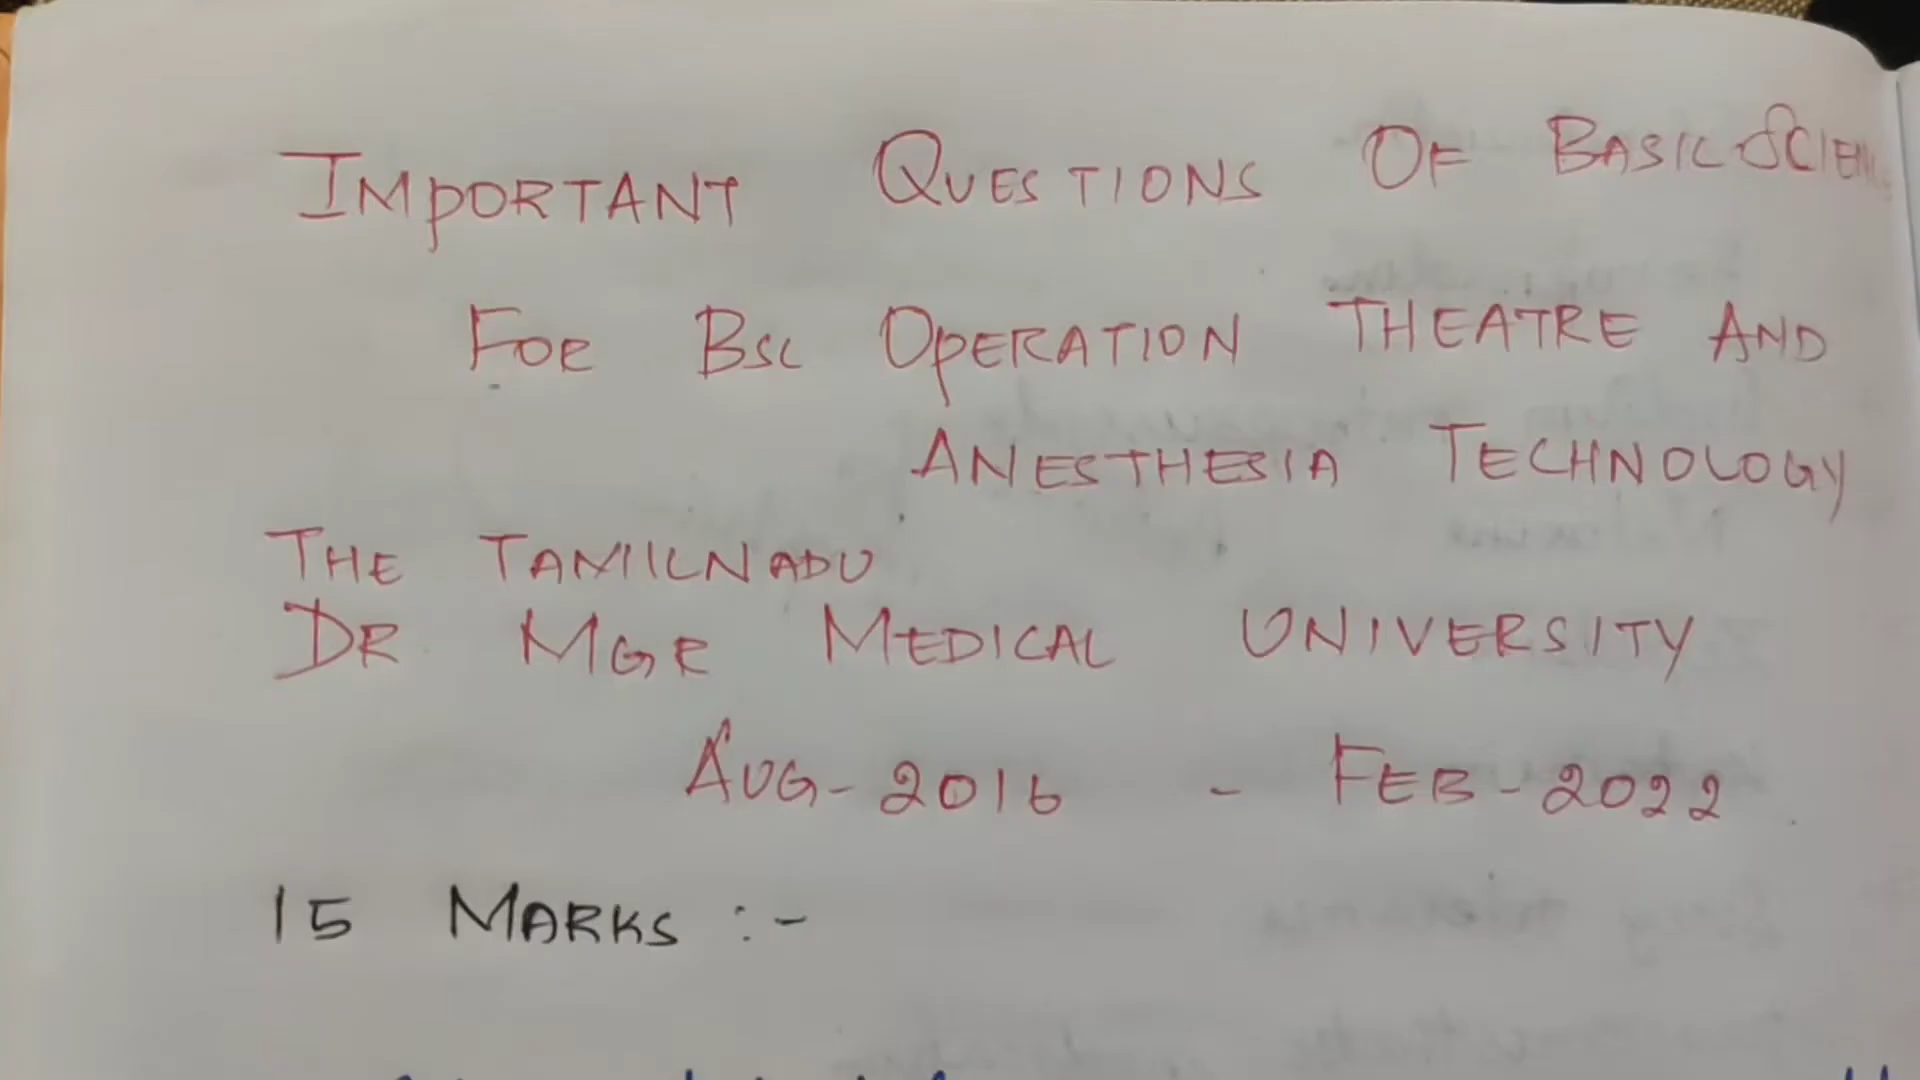 IMPORTANT QUESTIONS OF BASIC SCIEN
FOR BSC OPERATION THEATRE AND
ANESTHESIA TECHNOLOGY
THE TAMILNADU
DR MGR MEDICAL UNIVERSITY
AUG-2016 - FEB-2022
15 MARKS :-